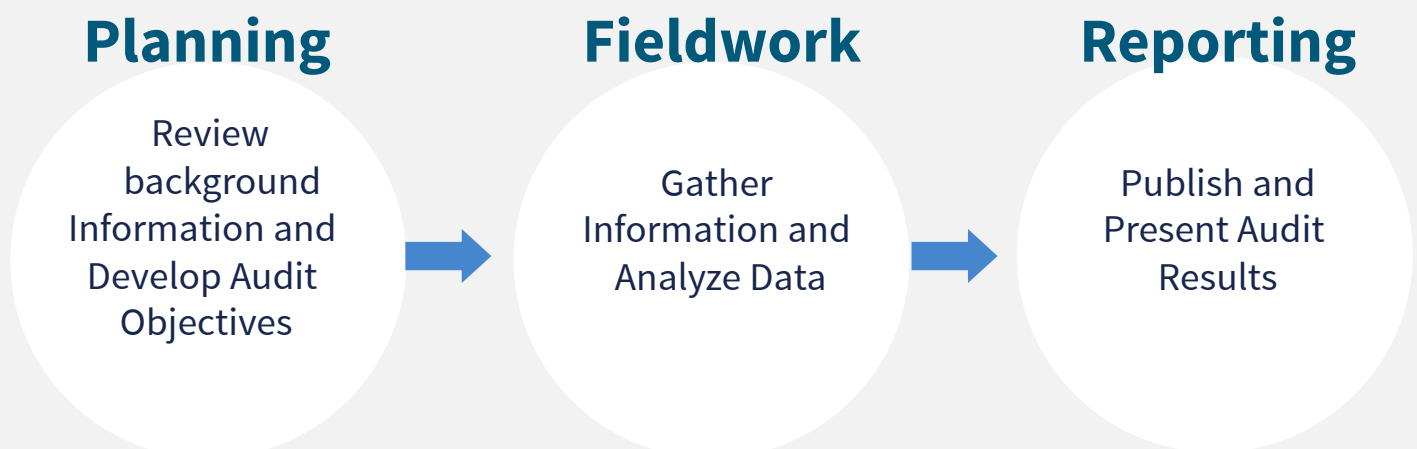 Planning
Review
background
Information and
Develop Audit
Objectives
Fieldwork
Gather
Information and
Analyze Data
Reporting
Publish and
Present Audit
Results